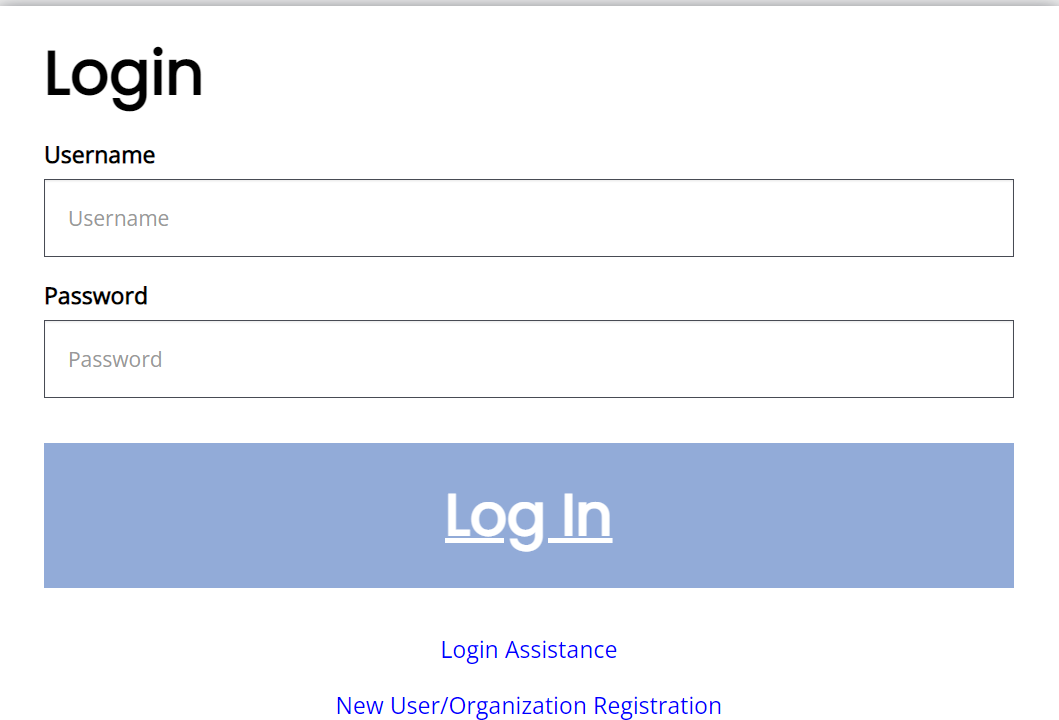 Login
Username
Username
Password
Password
Log In
Login Assistance
New User/Organization Registration